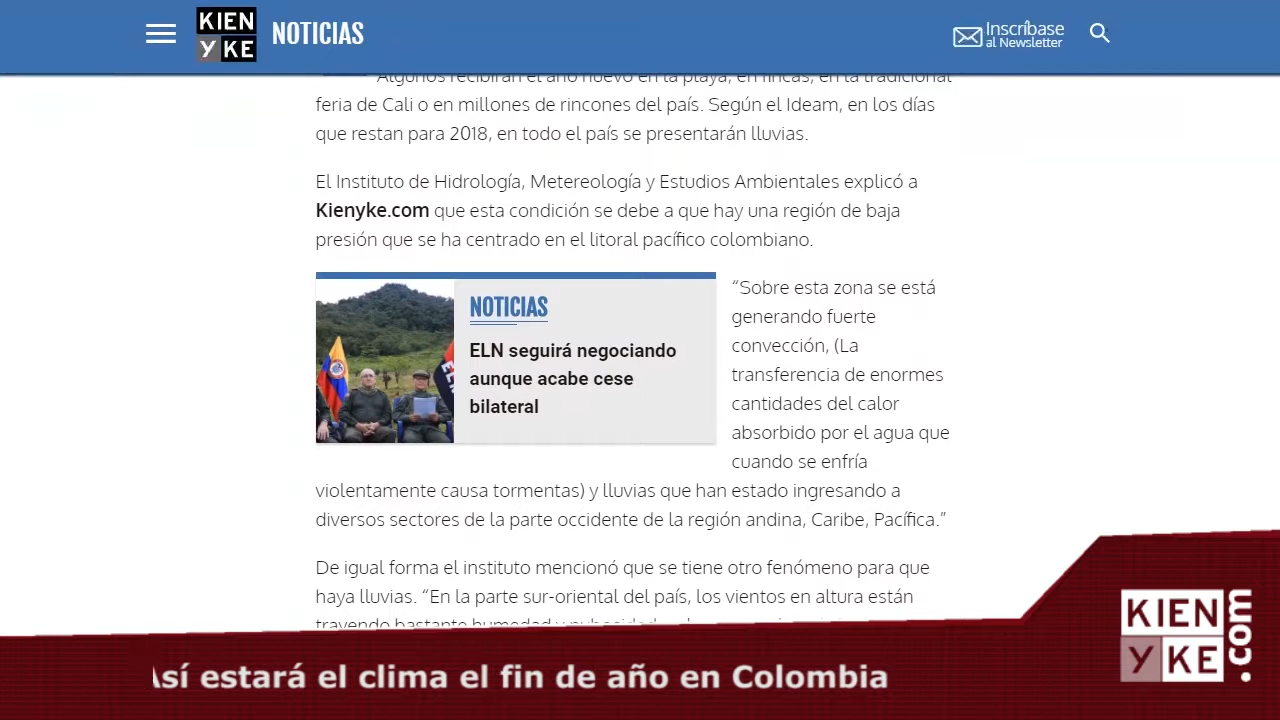 KIEN
YKE
NOTICIAS
Inscríbase
al Newsletter
Algunos recibirán el año nuevo en la playa, en fincas, en la tradicional
feria de Cali o en millones de rincones del país. Según el Ideam, en los días
que restan para 2018, en todo el país se presentarán lluvias.
El Instituto de Hidrología, Metereología y Estudios Ambientales explicó a
Kienyke.com que esta condición se debe a que hay una región de baja
presión que se ha centrado en el litoral pacífico colombiano.
NOTICIAS
ELN seguirá negociando
aunque acabe cese
bilateral
“Sobre esta zona se está
generando fuerte
convección, (La
transferencia de enormes
cantidades del calor
absorbido por el agua que
cuando se enfría
violentamente causa tormentas) y lluvias que han estado ingresando a
diversos sectores de la parte occidente de la región andina, Caribe, Pacífica.”
De igual forma el instituto mencionó que se tiene otro fenómeno para que
haya lluvias. “En la parte sur-oriental del país, los vientos en altura están
trayendo bastante humedad y
Así estará el clima el fin de año en Colombia
KIEN
YKE
.com